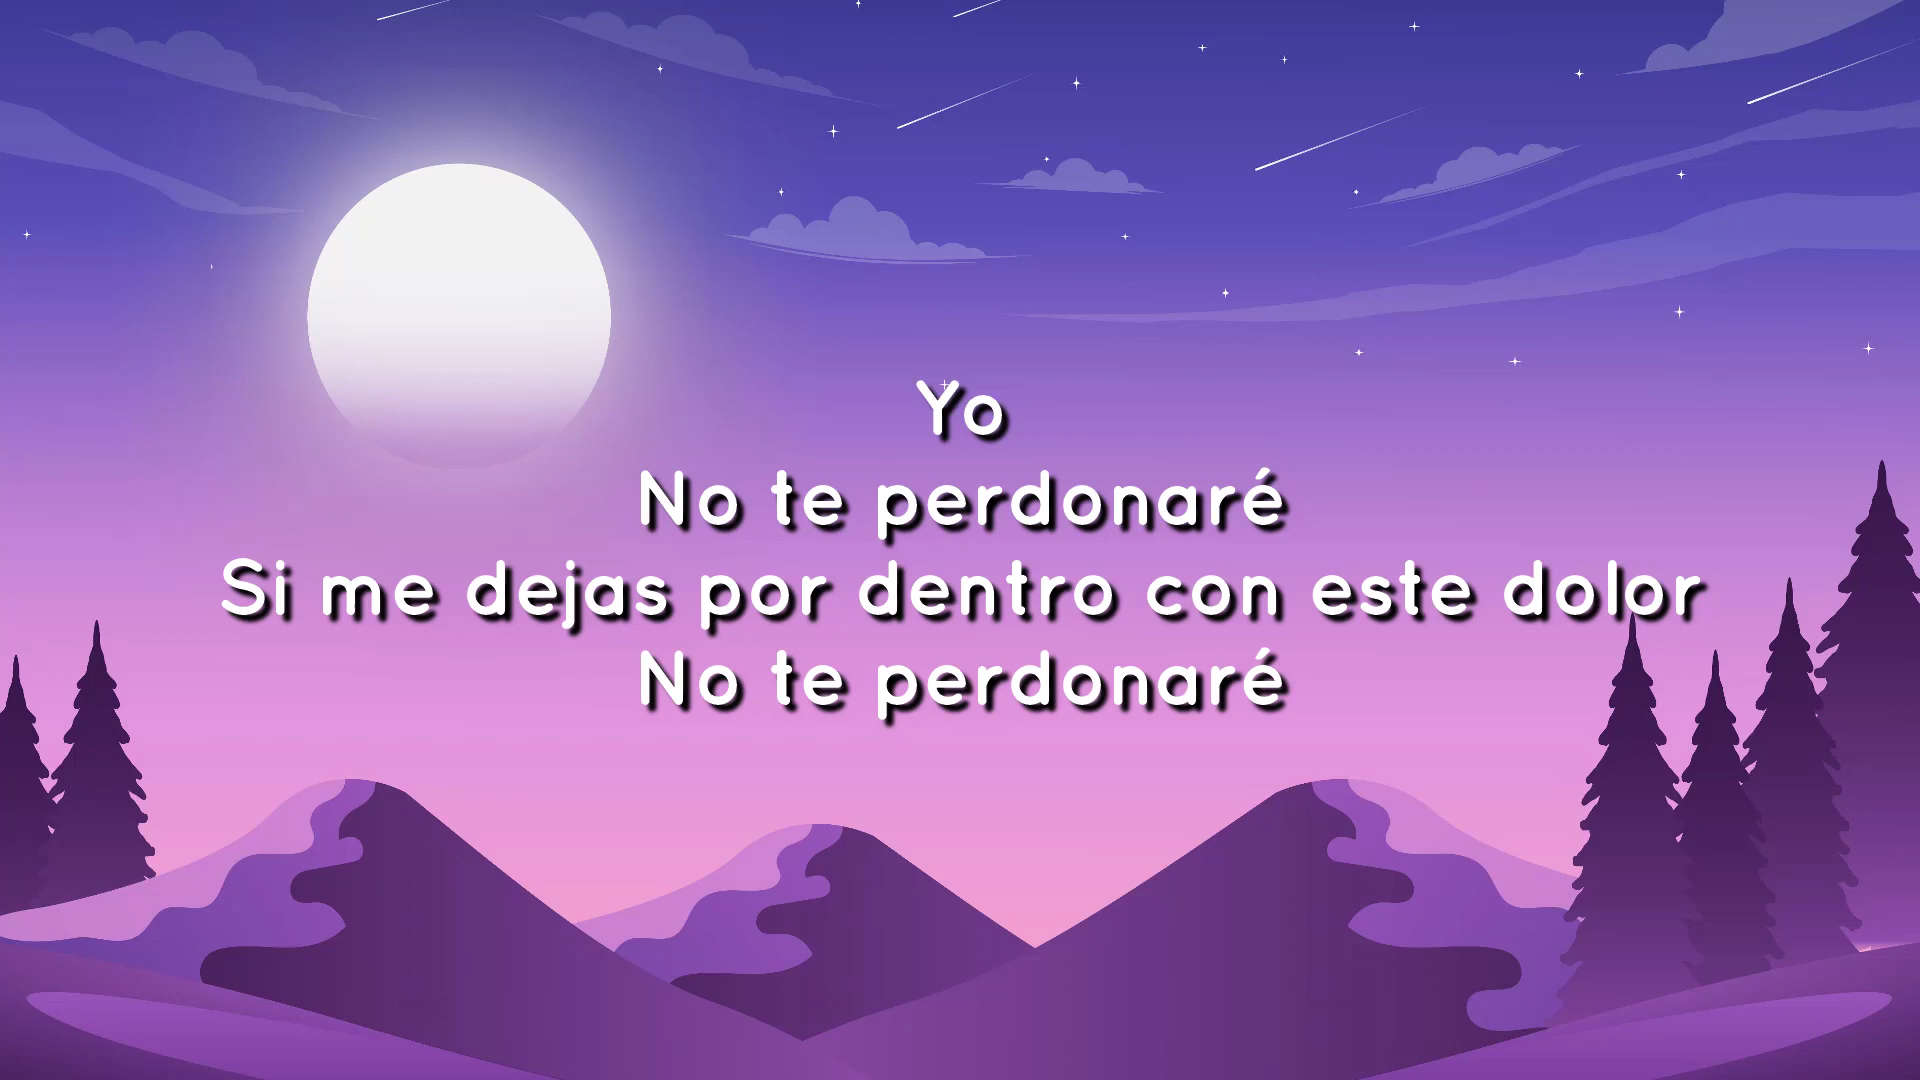 Yo
No te perdonaré
Si me dejas por dentro con este dolor
No te perdonaré